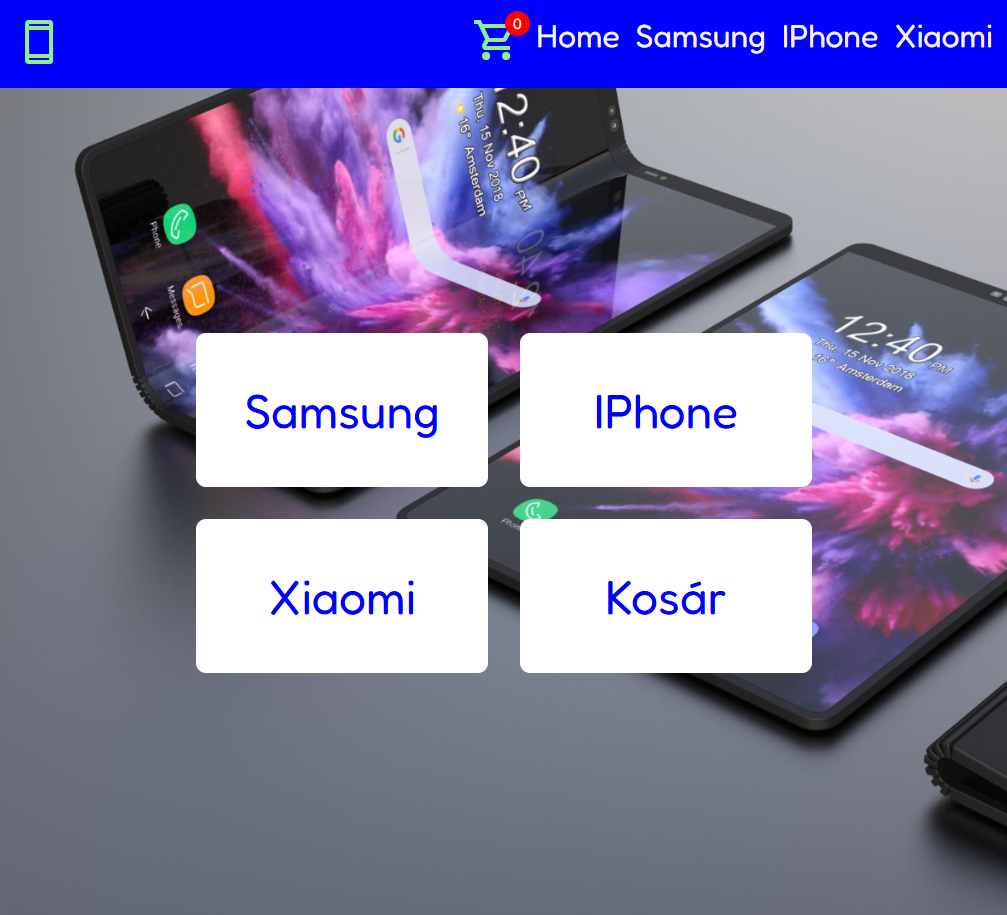 0
Home Samsung IPhone Xiaomi
12:40 PM
Thu, 15 Nov 2018
16° Amsterdam
Phone
Messages
12:40 PM
Thu, 15 Nov 2018
16° Amsterdam
Samsung
IPhone
Xiaomi
Kosár